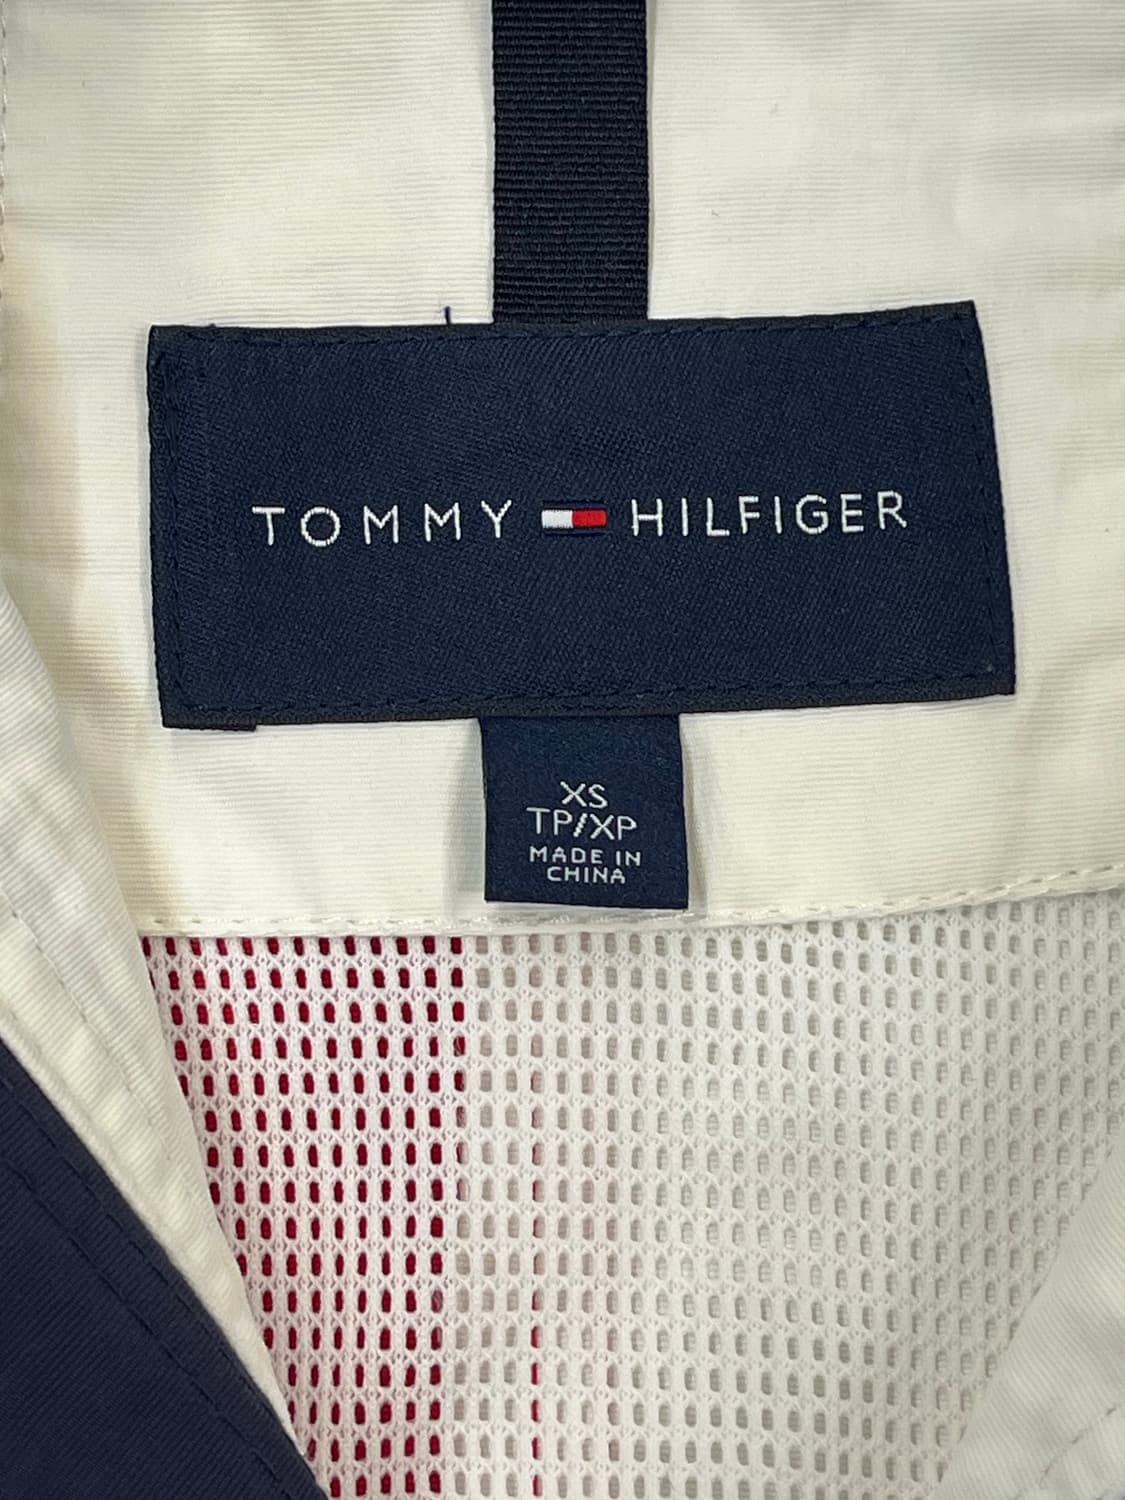 TOMMY HILFIGER
XS
TP/XP
MADE IN
CHINA